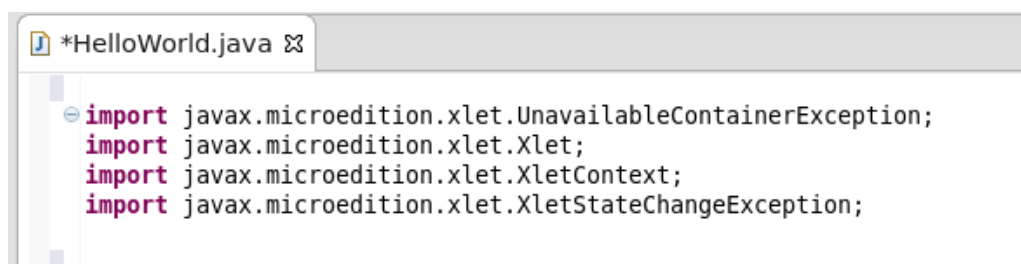 *HelloWorld.java
import javax.microedition.xlet.UnavailableContainerException;
import javax.microedition.xlet.Xlet;
import javax.microedition.xlet.XletContext;
import javax.microedition.xlet.XletStateChangeException;